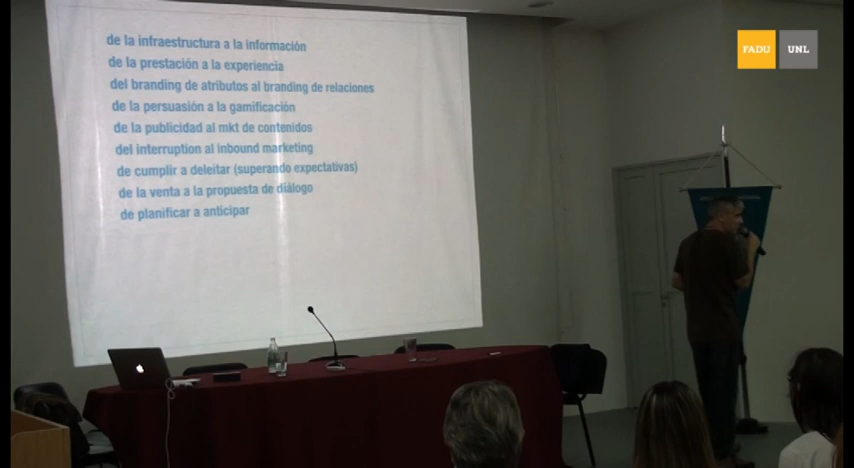 de la infraestructura a la información
de la prestación a la experiencia
del branding de atributos al branding de relaciones
de la persuasión a la gamificación
de la publicidad al mkt de contenidos
del interruption al inbound marketing
de cumplir a deleitar (superando expectativas)
de la venta a la propuesta de diálogo
de planificar a anticipar
FADU UNL